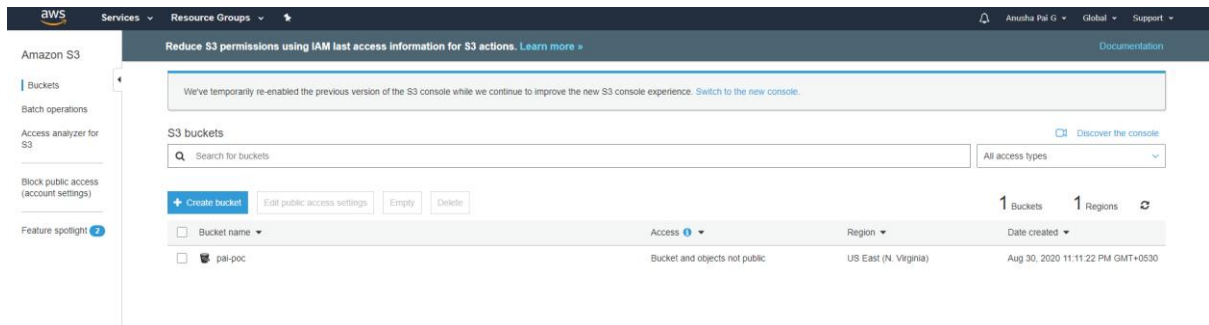 aws Services Resource Groups Anusha Pai G Global Support
Amazon S3
Reduce S3 permissions using IAM last access information for S3 actions. Learn more » Documentation
Buckets
Batch operations
Access analyzer for
S3
Block public access
(account settings)
Feature spotlight 2
We've temporarily re-enabled the previous version of the S3 console while we continue to improve the new S3 console experience. Switch to the new console.
S3 buckets Discover the console
Search for buckets All access types
+ Create bucket Edit public access settings Empty Delete 1 Buckets 1 Regions
Bucket name Access Region Date created
pai-poc Bucket and objects not public US East (N. Virginia) Aug 30, 2020 11:11:22 PM GMT+0530